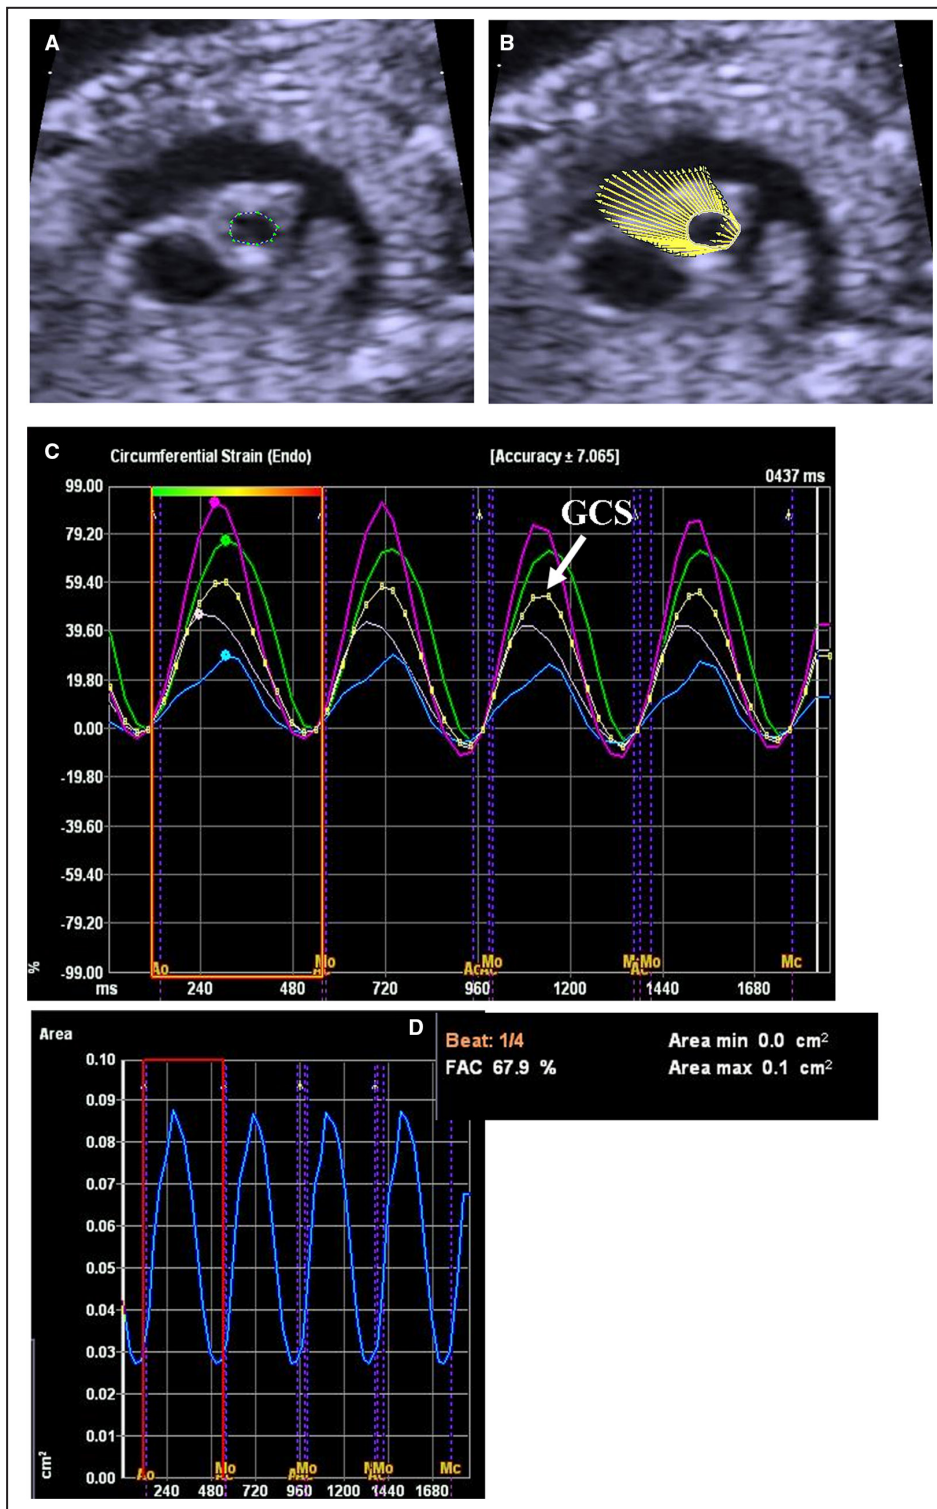 A
B
C
Circumferential Strain (Endo)
[Accuracy ± 7.065]
0437 ms
99.00
79.20
59.40
39.60
19.80
0.00
-19.80
-39.60
-59.40
-79.20
-99.00
GCS
%
Ao
Mo
Mo
Mo
Mc
ms
240
480
720
960
1200
1440
1680
D
Area
Beat: 1/4
FAC 67.9 %
Area min 0.0 cm²
Area max 0.1 cm²
0.10
0.09
0.08
0.07
0.06
0.05
0.04
0.03
0.02
0.01
0.00
cm²
Ao
Mo
Mo
Mo
Mc
240
480
720
960
1200
1440
1680